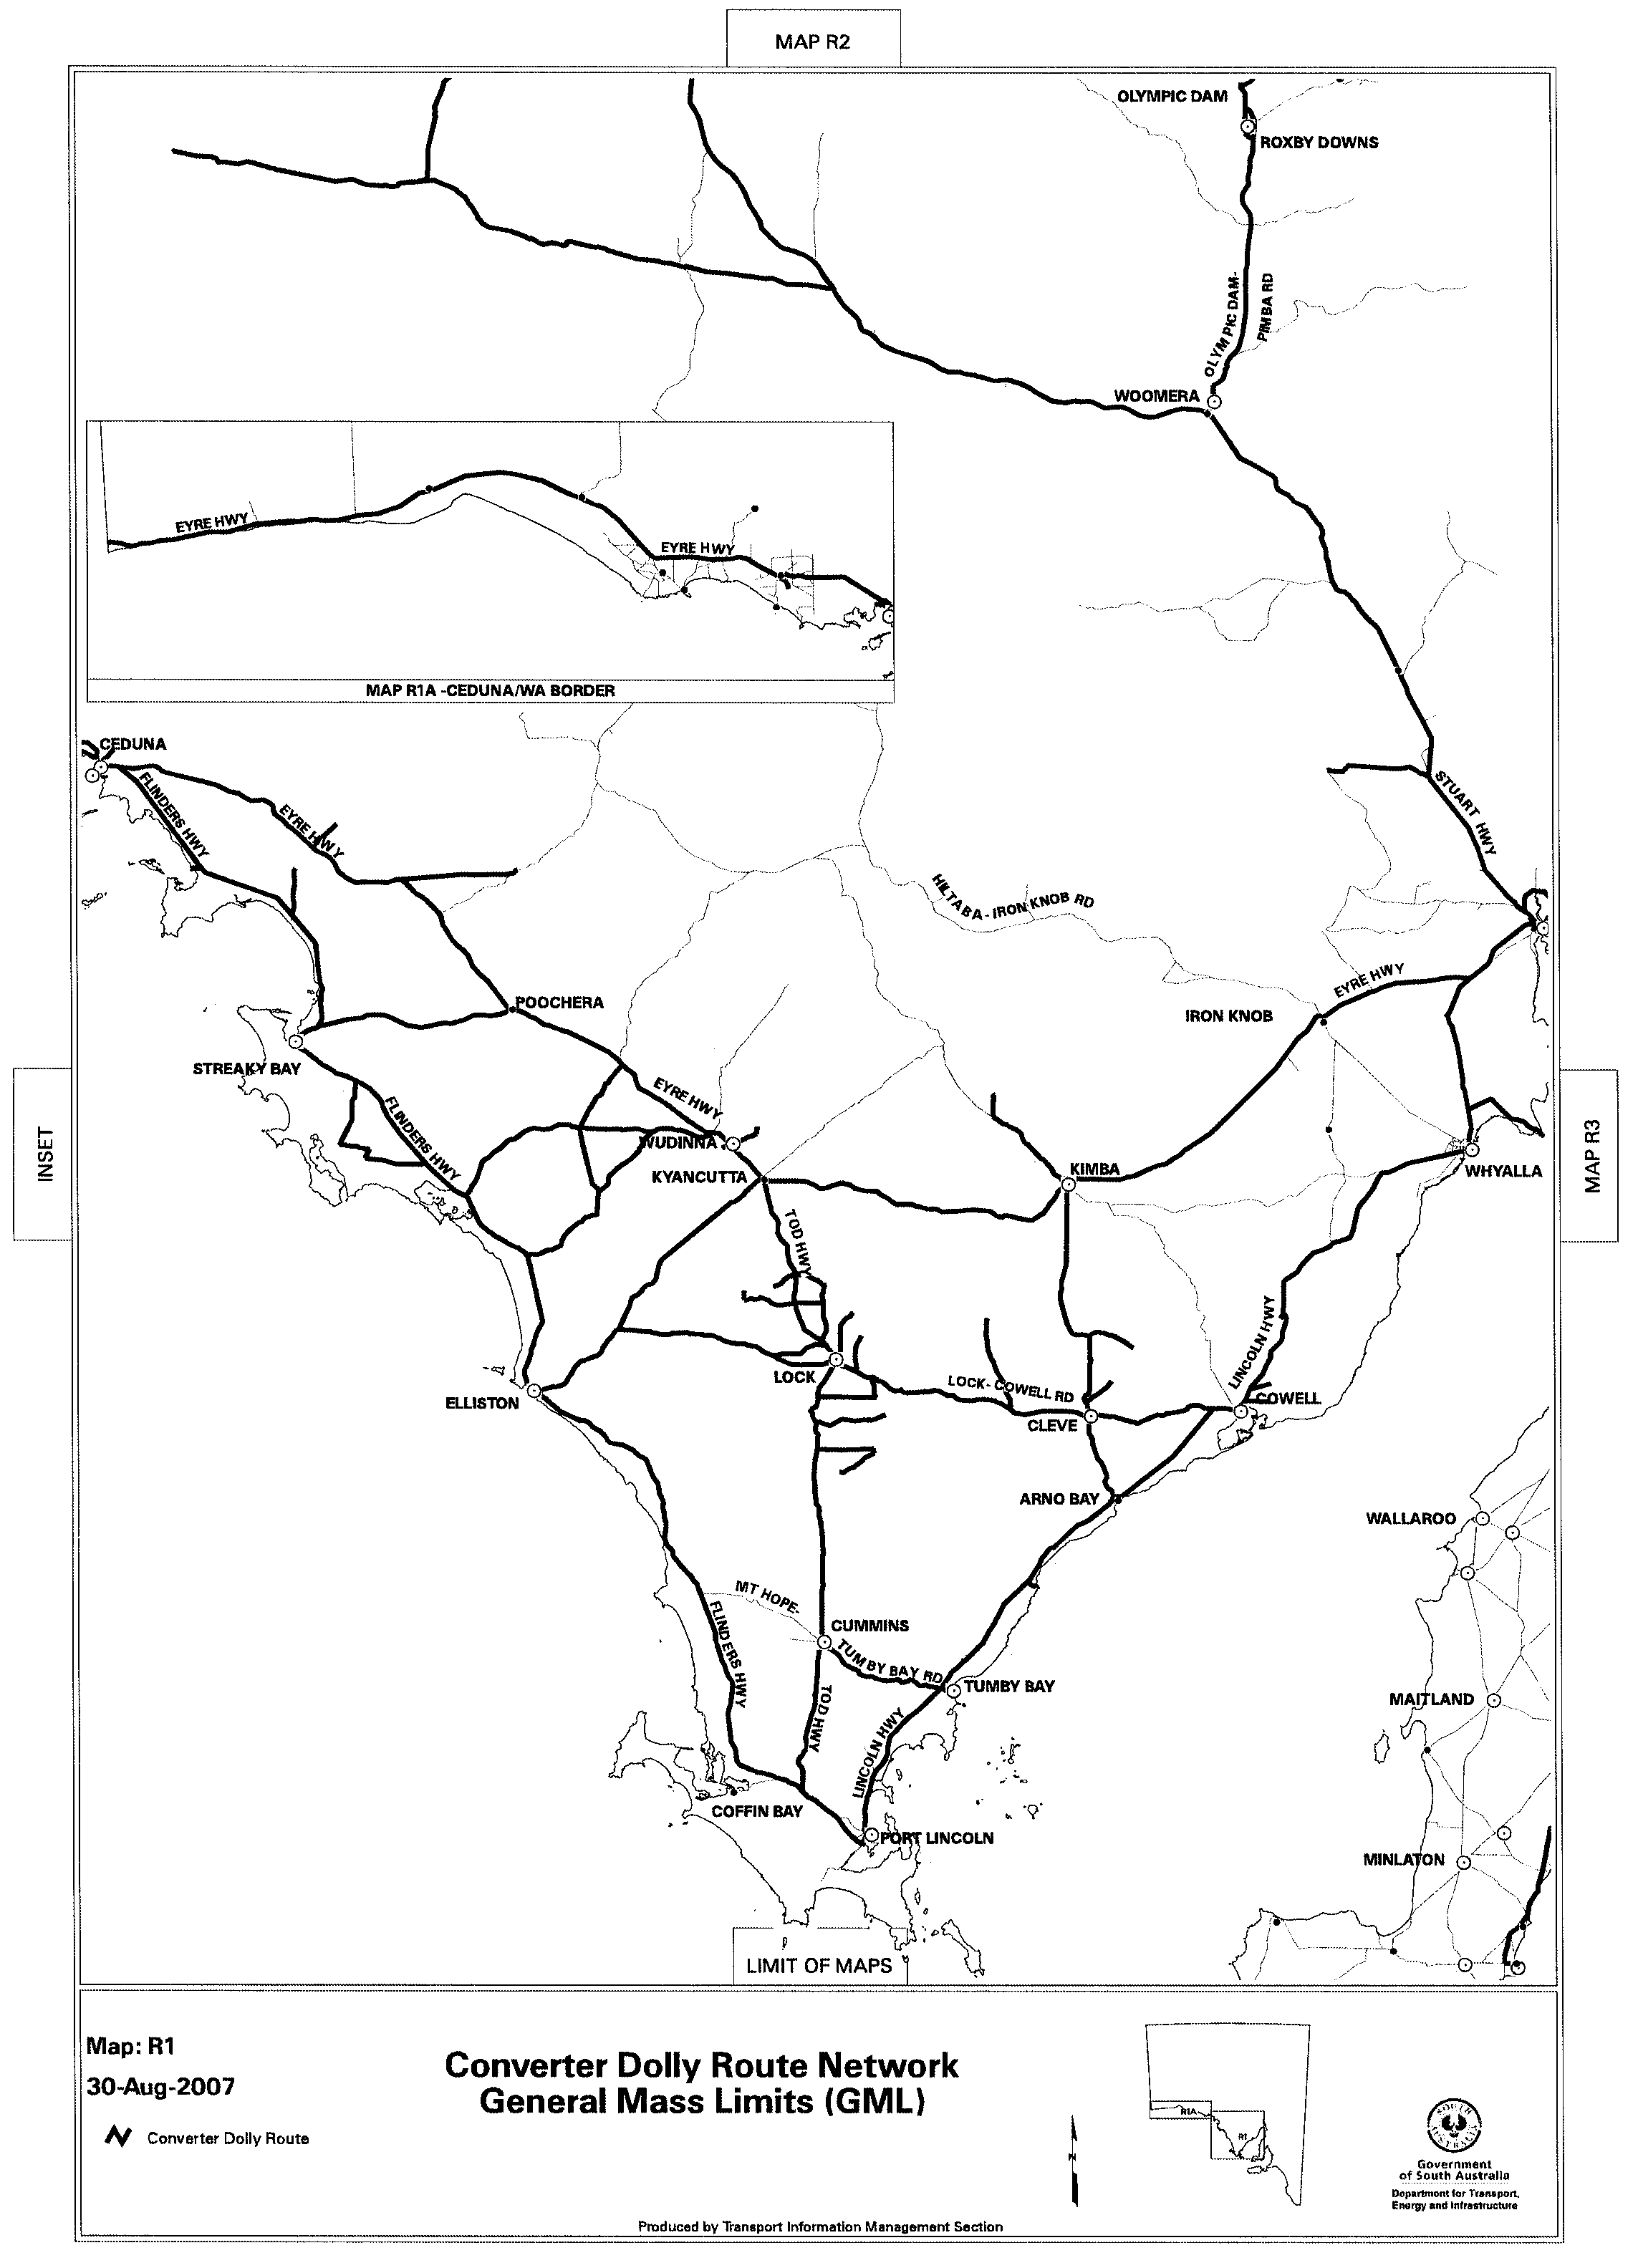 MAP R2
OLYMPIC DAM
ROXBY DOWNS
OLYMPIC DAM-
PIMBA RD
WOOMERA
EYRE HWY
EYRE HWY
MAP R1A -CEDUNA/WA BORDER
CEDUNA
FLINDERS HWY
EYRE HWY
STUART HWY
HILTABA - IRON KNOB RD
EYRE HWY
POOCHERA
IRON KNOB
STREAKY BAY
INSET
MAP R3
FLINDERS HWY
EYRE HWY
WUDINNA
KYANCUTTA
KIMBA
WHYALLA
TOD HWY
LINCOLN HWY
LOCK
LOCK- COWELL RD
ELLISTON
COWELL
CLEVE
ARNO BAY
WALLAROO
MT HOPE-
FLINDERS HWY
CUMMINS
TUMBY BAY RD
TUMBY BAY
MAITLAND
TOD HWY
LINCOLN HWY
COFFIN BAY
PORT LINCOLN
MINLATON
LIMIT OF MAPS
Map: R1
30-Aug-2007
Converter Dolly Route
Converter Dolly Route Network
General Mass Limits (GML)
N
R1A
R1
SOUTH
AUSTRALIA
Government
of South Australia
Department for Transport,
Energy and Infrastructure
Produced by Transport Information Management Section